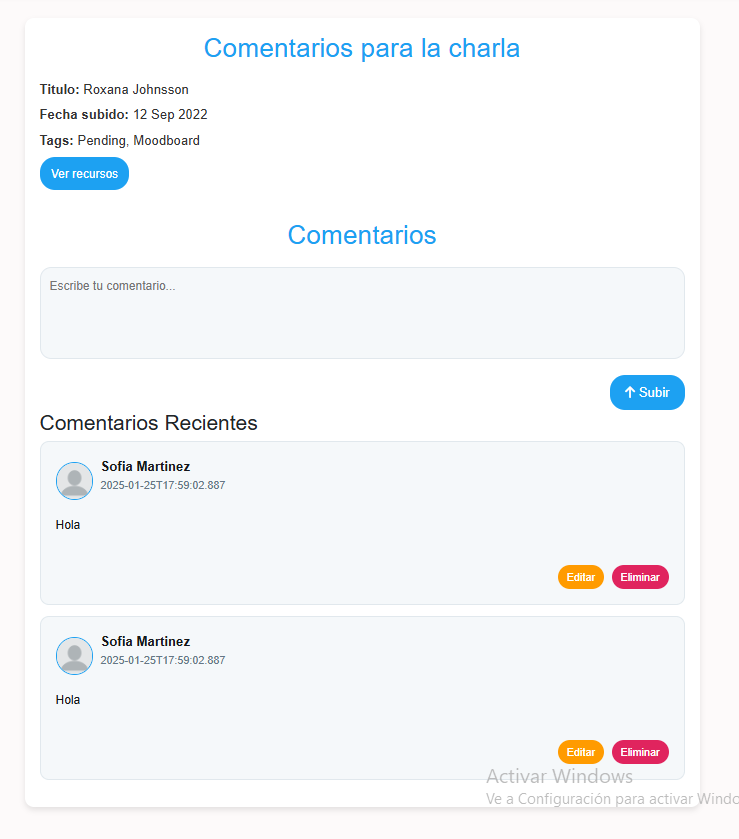 Comentarios para la charla
Titulo: Roxana Johnsson
Fecha subido: 12 Sep 2022
Tags: Pending, Moodboard
Ver recursos
Comentarios
Escribe tu comentario...
Subir
Comentarios Recientes
Sofia Martinez
2025-01-25T17:59:02.887
Hola
Editar Eliminar
Sofia Martinez
2025-01-25T17:59:02.887
Hola
Editar Eliminar
Activar Windows
Ve a Configuración para activar Windo